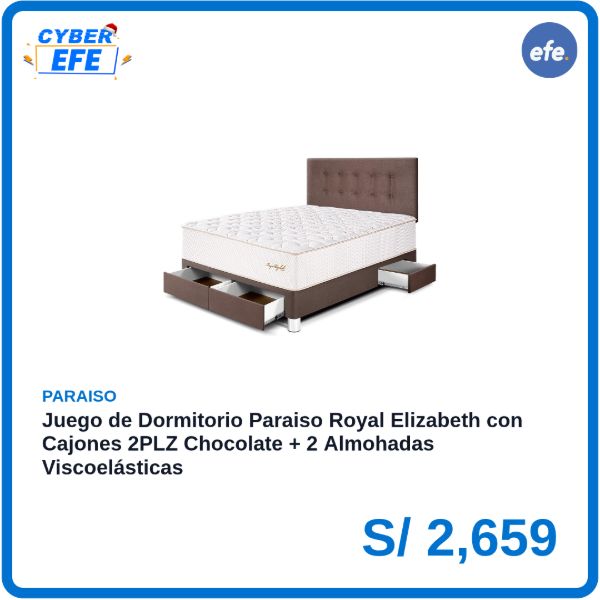 CYBER
EFE
efe.
PARAISO
Juego de Dormitorio Paraiso Royal Elizabeth con
Cajones 2PLZ Chocolate + 2 Almohadas
Viscoelásticas
S/ 2,659